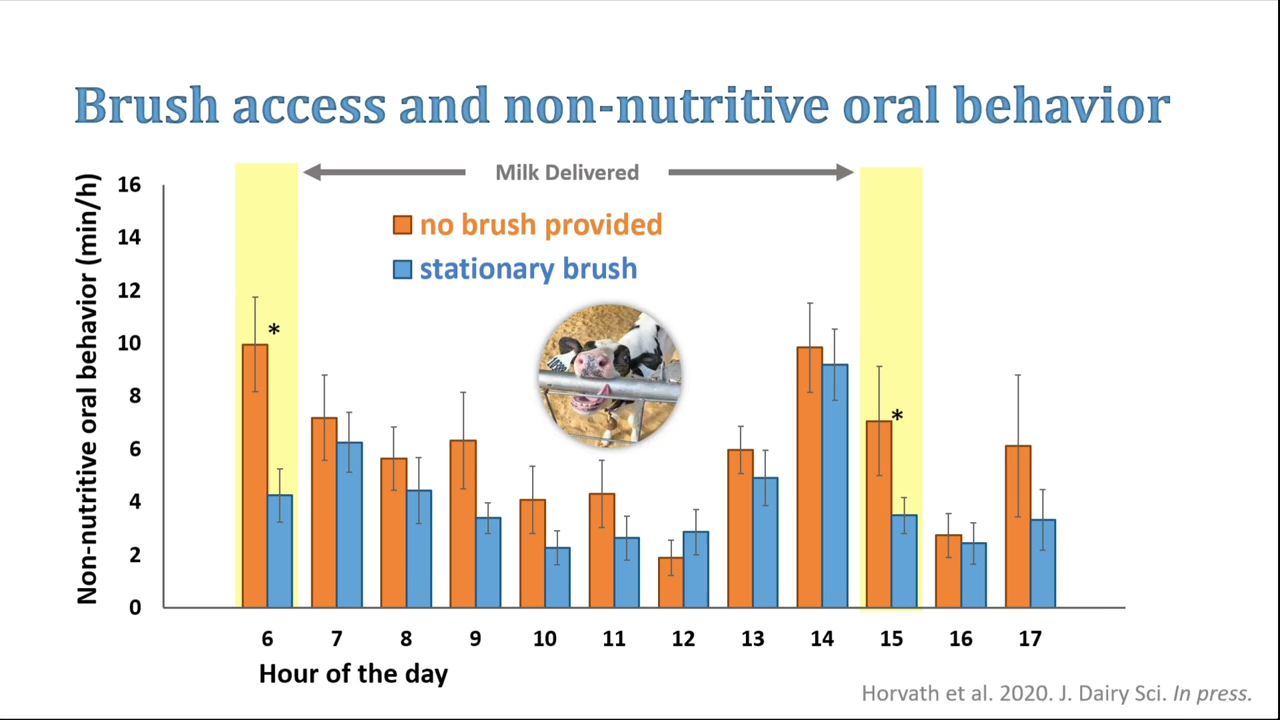 Brush access and non-nutritive oral behavior
Milk Delivered
Non-nutritive oral behavior (min/h)
16
14
12
10
8
6
4
2
0
no brush provided
stationary brush
*
*
6 7 8 9 10 11 12 13 14 15 16 17
Hour of the day
Horvath et al. 2020. J. Dairy Sci. In press.